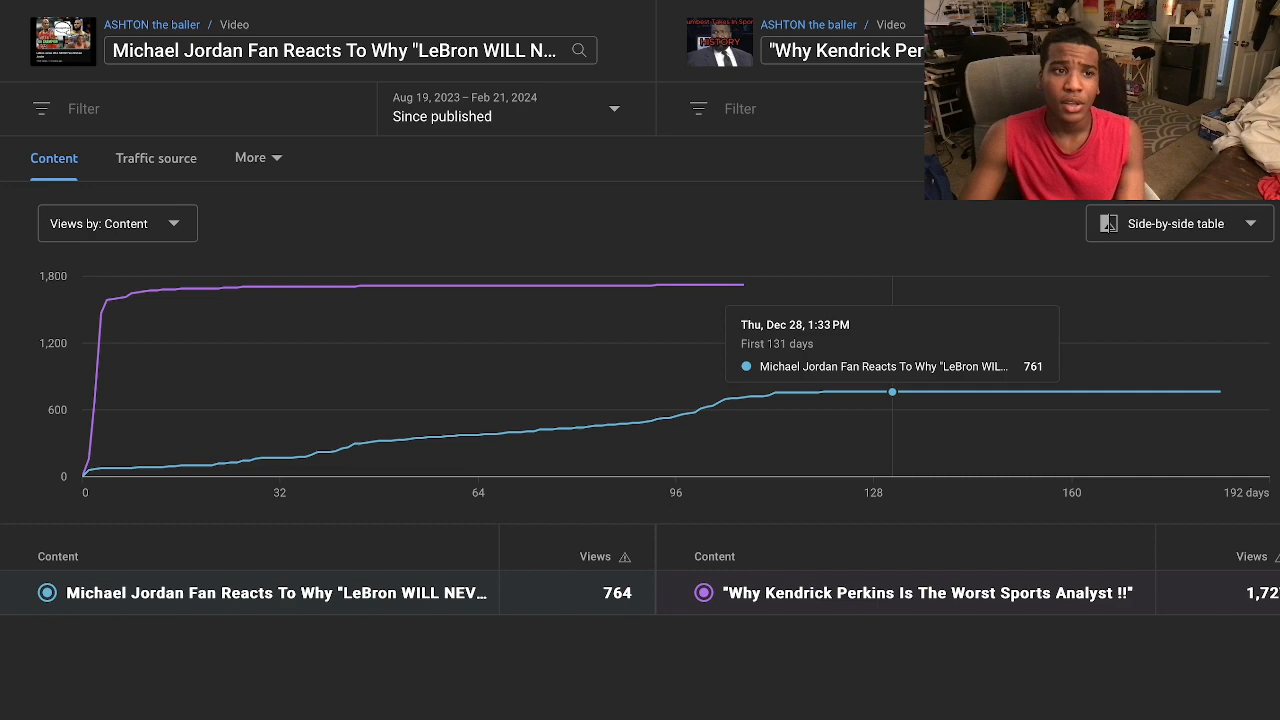 ASHTON the baller / Video
Michael Jordan Fan Reacts To Why "LeBron WILL N...
ASHTON the baller / Video
"Why Kendrick Per
HISTORY
Filter
Aug 19, 2023 – Feb 21, 2024
Since published
Filter
Content
Traffic source
More
Views by: Content
Side-by-side table
1,800
1,200
600
0
Thu, Dec 28, 1:33 PM
First 131 days
Michael Jordan Fan Reacts To Why "LeBron WIL... 761
0
32
64
96
128
160
192 days
Content
Views
Content
Views
Michael Jordan Fan Reacts To Why "LeBron WILL NEV...
764
"Why Kendrick Perkins Is The Worst Sports Analyst !!"